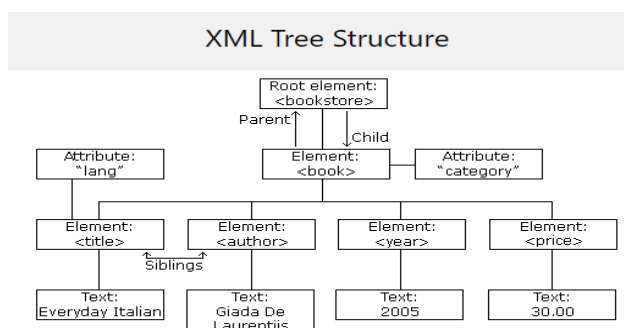 XML Tree Structure
Root element:
<bookstore>
Parent
Child
Attribute:
"lang"
Element:
<book>
Attribute:
"category"
Element:
<title>
Element:
<author>
Element:
<year>
Element:
<price>
Siblings
Text:
Everyday Italian
Text:
Giada De
Laurentiis
Text:
2005
Text:
30.00